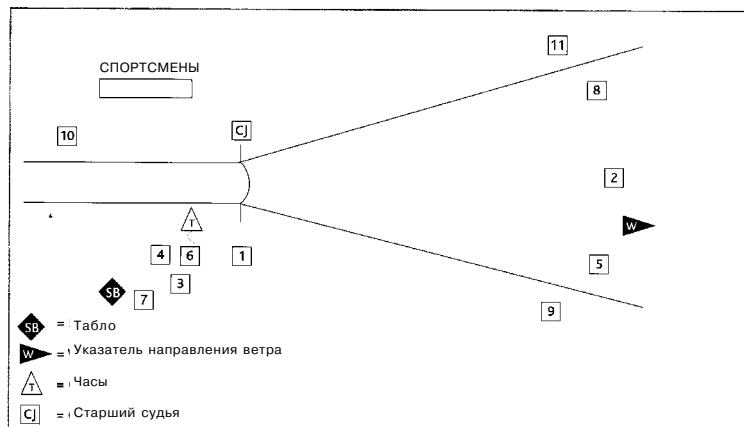 11
СПОРТСМЕНЫ
8
10
CJ
2
T
W
4 6 1
5
3
SB 7
9
SB = Табло
W = Указатель направления ветра
T = Часы
CJ = Старший судья